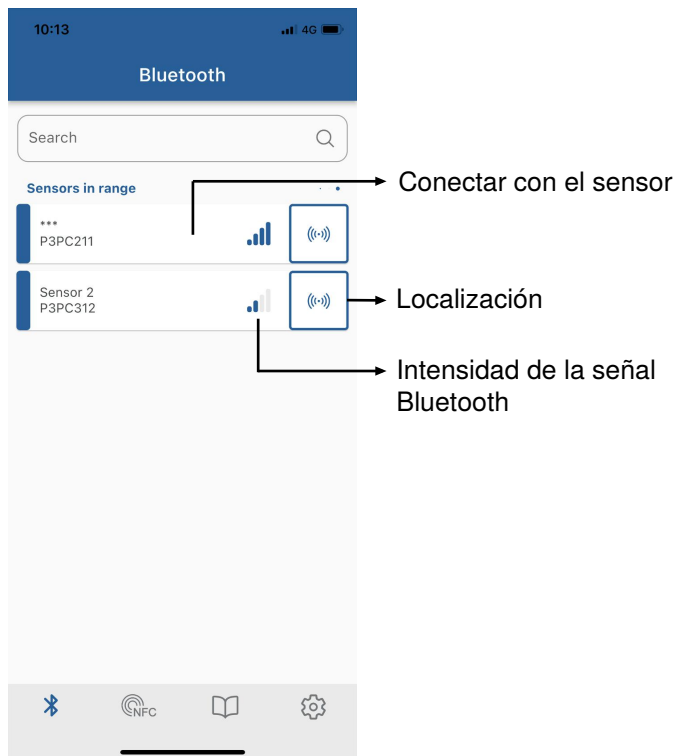 10:13
4G
Bluetooth
Search
Sensors in range
Conectar con el sensor
***
P3PC211
Sensor 2
P3PC312
Localización
Intensidad de la señal
Bluetooth
NFC